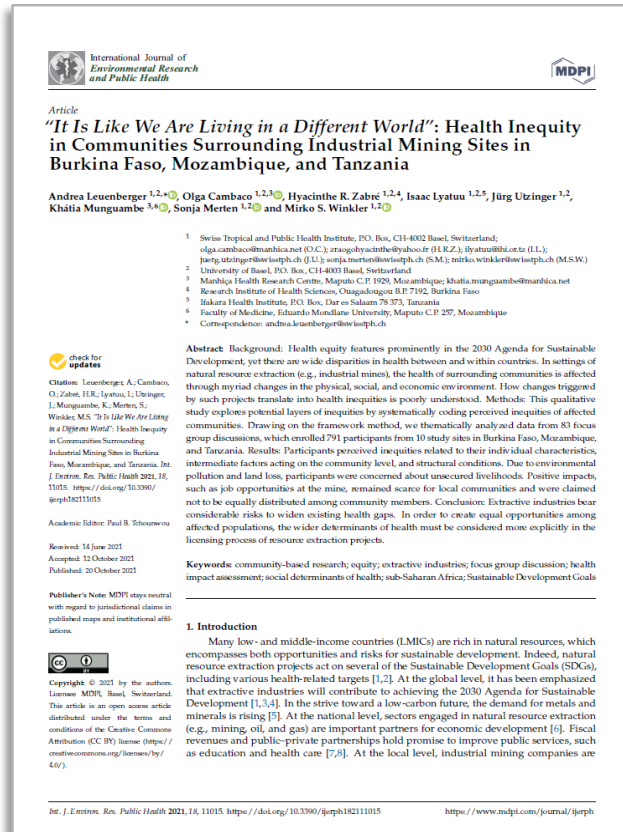 International Journal of
Environmental Research
and Public Health
MDPI
Article
“It Is Like We Are Living in a Different World”: Health Inequity
in Communities Surrounding Industrial Mining Sites in
Burkina Faso, Mozambique, and Tanzania
Andrea Leuenberger 1,2,*, Olga Cambaco 1,2,3, Hyacinthe R. Zabré 1,2,4, Isaac Lyatuu 1,2,5, Jürg Utzinger 1,2,
Khátia Munguambe 3,6, Sonja Merten 1,2 and Mirko S. Winkler 1,2
1 Swiss Tropical and Public Health Institute, P.O. Box, CH-4002 Basel, Switzerland;
olga.cambaco@manhica.net (O.C.); zraogohyacinthe@yahoo.fr (H.R.Z.); ilyatuu@ihi.or.tz (I.L.);
juerg.utzinger@swisstph.ch (J.U.); sonja.merten@swisstph.ch (S.M.); mirko.winkler@swisstph.ch (M.S.W.)
2 University of Basel, P.O. Box, CH-4003 Basel, Switzerland
3 Manhiça Health Research Centre, Maputo C.P. 1929, Mozambique; khatia.munguambe@manhica.net
4 Research Institute of Health Sciences, Ouagadougou B.P. 7192, Burkina Faso
5 Ifakara Health Institute, P.O. Box, Dar es Salaam 78 373, Tanzania
6 Faculty of Medicine, Eduardo Mondlane University, Maputo C.P. 257, Mozambique
* Correspondence: andrea.leuenberger@swisstph.ch
check for
updates
Citation: Leuenberger, A.; Cambaco,
O.; Zabré, H.R.; Lyatuu, I.; Utzinger,
J.; Munguambe, K.; Merten, S.;
Winkler, M.S. “It Is Like We Are Living
in a Different World”: Health Inequity
in Communities Surrounding
Industrial Mining Sites in Burkina
Faso, Mozambique, and Tanzania. Int.
J. Environ. Res. Public Health 2021, 18,
11015. https://doi.org/10.3390/
ijerph182111015
Academic Editor: Paul B. Tchounwou
Received: 14 June 2021
Accepted: 12 October 2021
Published: 20 October 2021
Publisher’s Note: MDPI stays neutral
with regard to jurisdictional claims in
published maps and institutional affil-
iations.
cc BY
Copyright: © 2021 by the authors.
Licensee MDPI, Basel, Switzerland.
This article is an open access article
distributed under the terms and
conditions of the Creative Commons
Attribution (CC BY) license (https://
creativecommons.org/licenses/by/
4.0/).
Abstract: Background: Health equity features prominently in the 2030 Agenda for Sustainable
Development, yet there are wide disparities in health between and within countries. In settings of
natural resource extraction (e.g., industrial mines), the health of surrounding communities is affected
through myriad changes in the physical, social, and economic environment. How changes triggered
by such projects translate into health inequities is poorly understood. Methods: This qualitative
study explores potential layers of inequities by systematically coding perceived inequities of affected
communities. Drawing on the framework method, we thematically analyzed data from 83 focus
group discussions, which enrolled 791 participants from 10 study sites in Burkina Faso, Mozambique,
and Tanzania. Results: Participants perceived inequities related to their individual characteristics,
intermediate factors acting on the community level, and structural conditions. Due to environmental
pollution and land loss, participants were concerned about unsecured livelihoods. Positive impacts,
such as job opportunities at the mine, remained scarce for local communities and were claimed
not to be equally distributed among community members. Conclusion: Extractive industries bear
considerable risks to widen existing health gaps. In order to create equal opportunities among
affected populations, the wider determinants of health must be considered more explicitly in the
licensing process of resource extraction projects.
Keywords: community-based research; equity; extractive industries; focus group discussion; health
impact assessment; social determinants of health; sub-Saharan Africa; Sustainable Development Goals
1. Introduction
Many low- and middle-income countries (LMICs) are rich in natural resources, which
encompasses both opportunities and risks for sustainable development. Indeed, natural
resource extraction projects act on several of the Sustainable Development Goals (SDGs),
including various health-related targets [1,2]. At the global level, it has been emphasized
that extractive industries will contribute to achieving the 2030 Agenda for Sustainable
Development [1,3,4]. In the strive toward a low-carbon future, the demand for metals and
minerals is rising [5]. At the national level, sectors engaged in natural resource extraction
(e.g., mining, oil, and gas) are important partners for economic development [6]. Fiscal
revenues and public–private partnerships hold promise to improve public services, such
as education and health care [7,8]. At the local level, industrial mining companies are
Int. J. Environ. Res. Public Health 2021, 18, 11015. https://doi.org/10.3390/ijerph182111015
https://www.mdpi.com/journal/ijerph